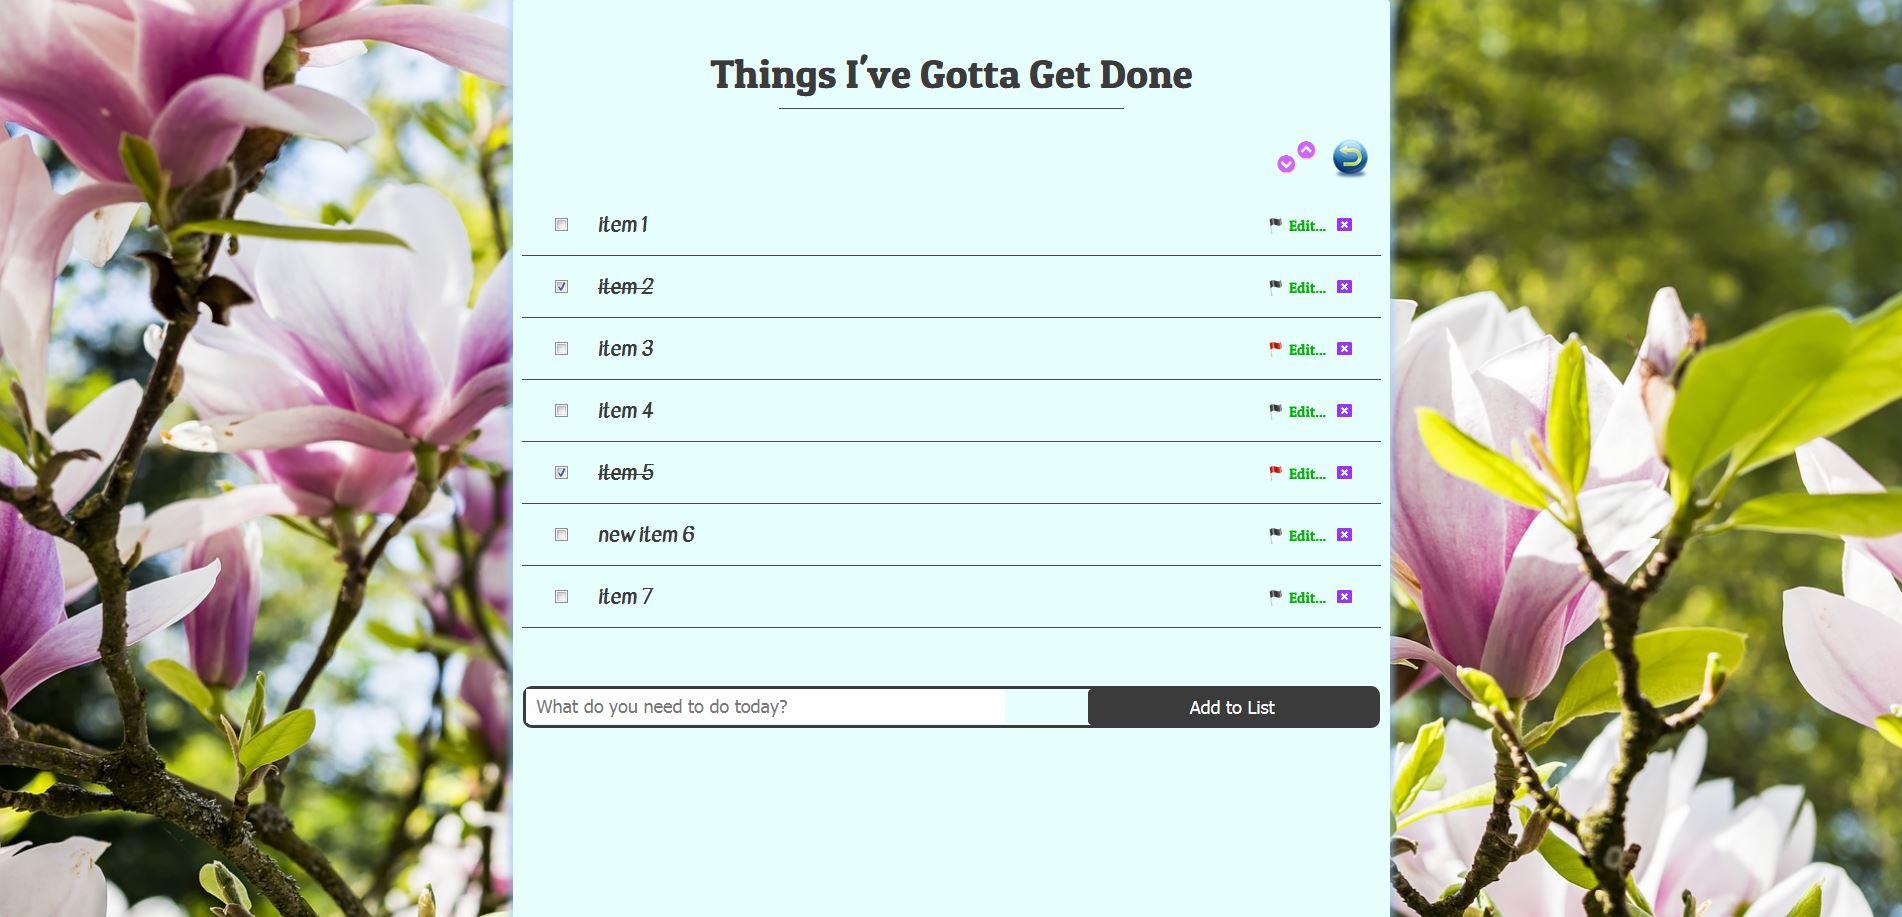 Things I've Gotta Get Done
item 1 Edit...
item 2 Edit...
item 3 Edit...
item 4 Edit...
item 5 Edit...
new item 6 Edit...
item 7 Edit...
What do you need to do today? Add to List